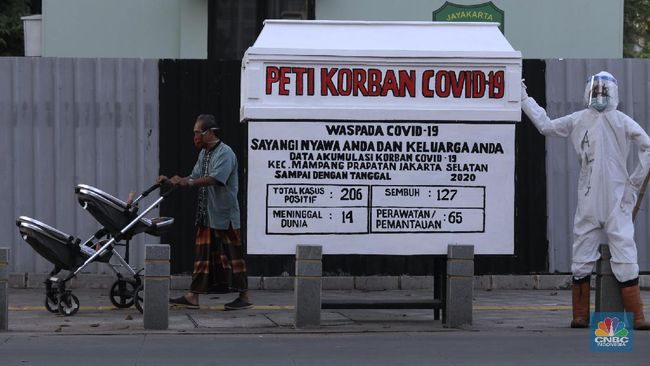 JAYAKARTA
PETI KORBAN COVID-19
WASPADA COVID-19
SAYANGI NYAWA ANDA DAN KELUARGA ANDA
DATA AKUMULASI KORBAN COVID-19
KEC. MAMPANG PRAPATAN JAKARTA SELATAN
SAMPAI DENGAN TANGGAL 2020
TOTAL KASUS POSITIF : 206
SEMBUH : 127
MENINGGAL DUNIA : 14
PERAWATAN/ PEMANTAUAN : 65
CNBC
INDONESIA